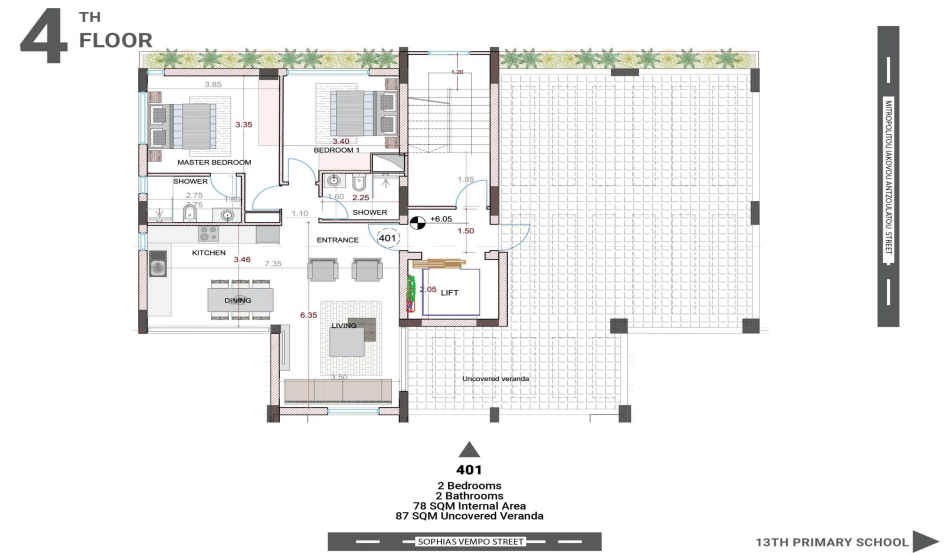 4 TH
FLOOR
3.85
3.35
MASTER BEDROOM
3.40
BEDROOM 1
1.20
SHOWER
2.75
2.75
1.60
1.60
2.25
SHOWER
1.85
1.10
ENTRANCE
401
+6.05
1.50
KITCHEN
3.46
7.35
DINING
6.35
LIVING
3.50
2.05
LIFT
Uncovered veranda
MITROPOLITOU IAKOVOU ANTZOULATOU STREET
401
2 Bedrooms
2 Bathrooms
78 SQM Internal Area
87 SQM Uncovered Veranda
SOPHIAS VEMPO STREET
13TH PRIMARY SCHOOL